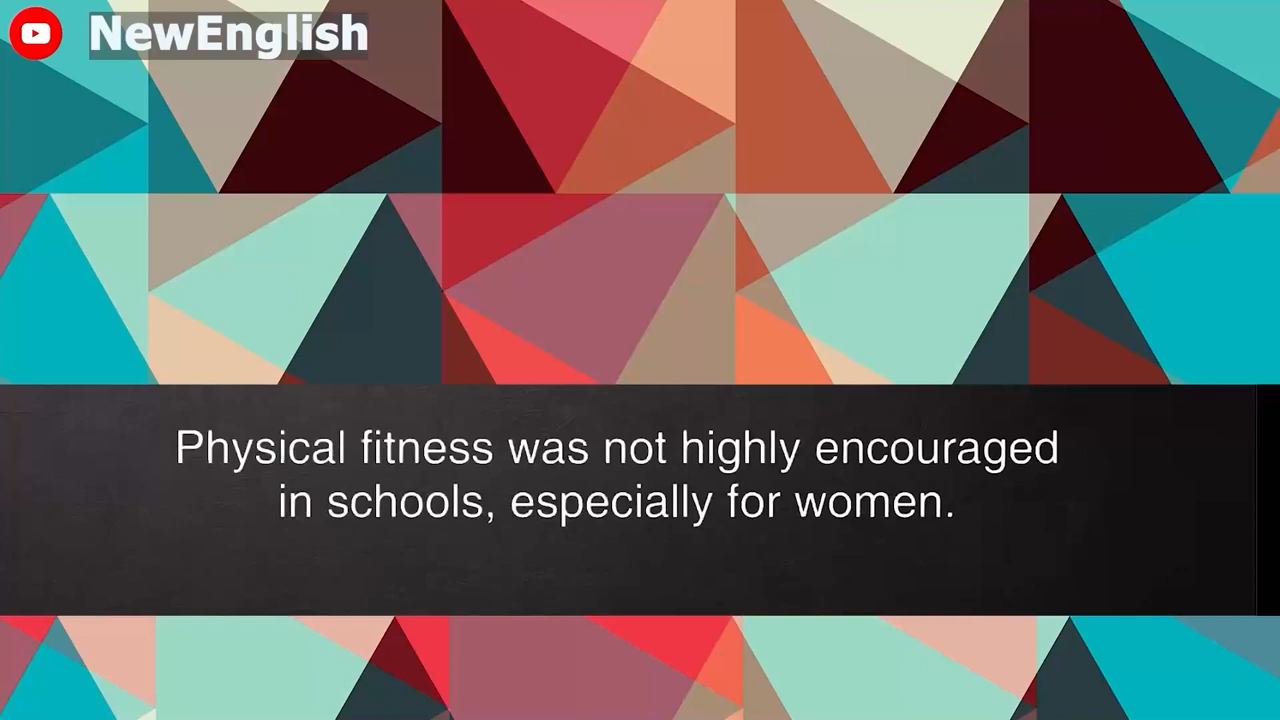 NewEnglish
Physical fitness was not highly encouraged
in schools, especially for women.